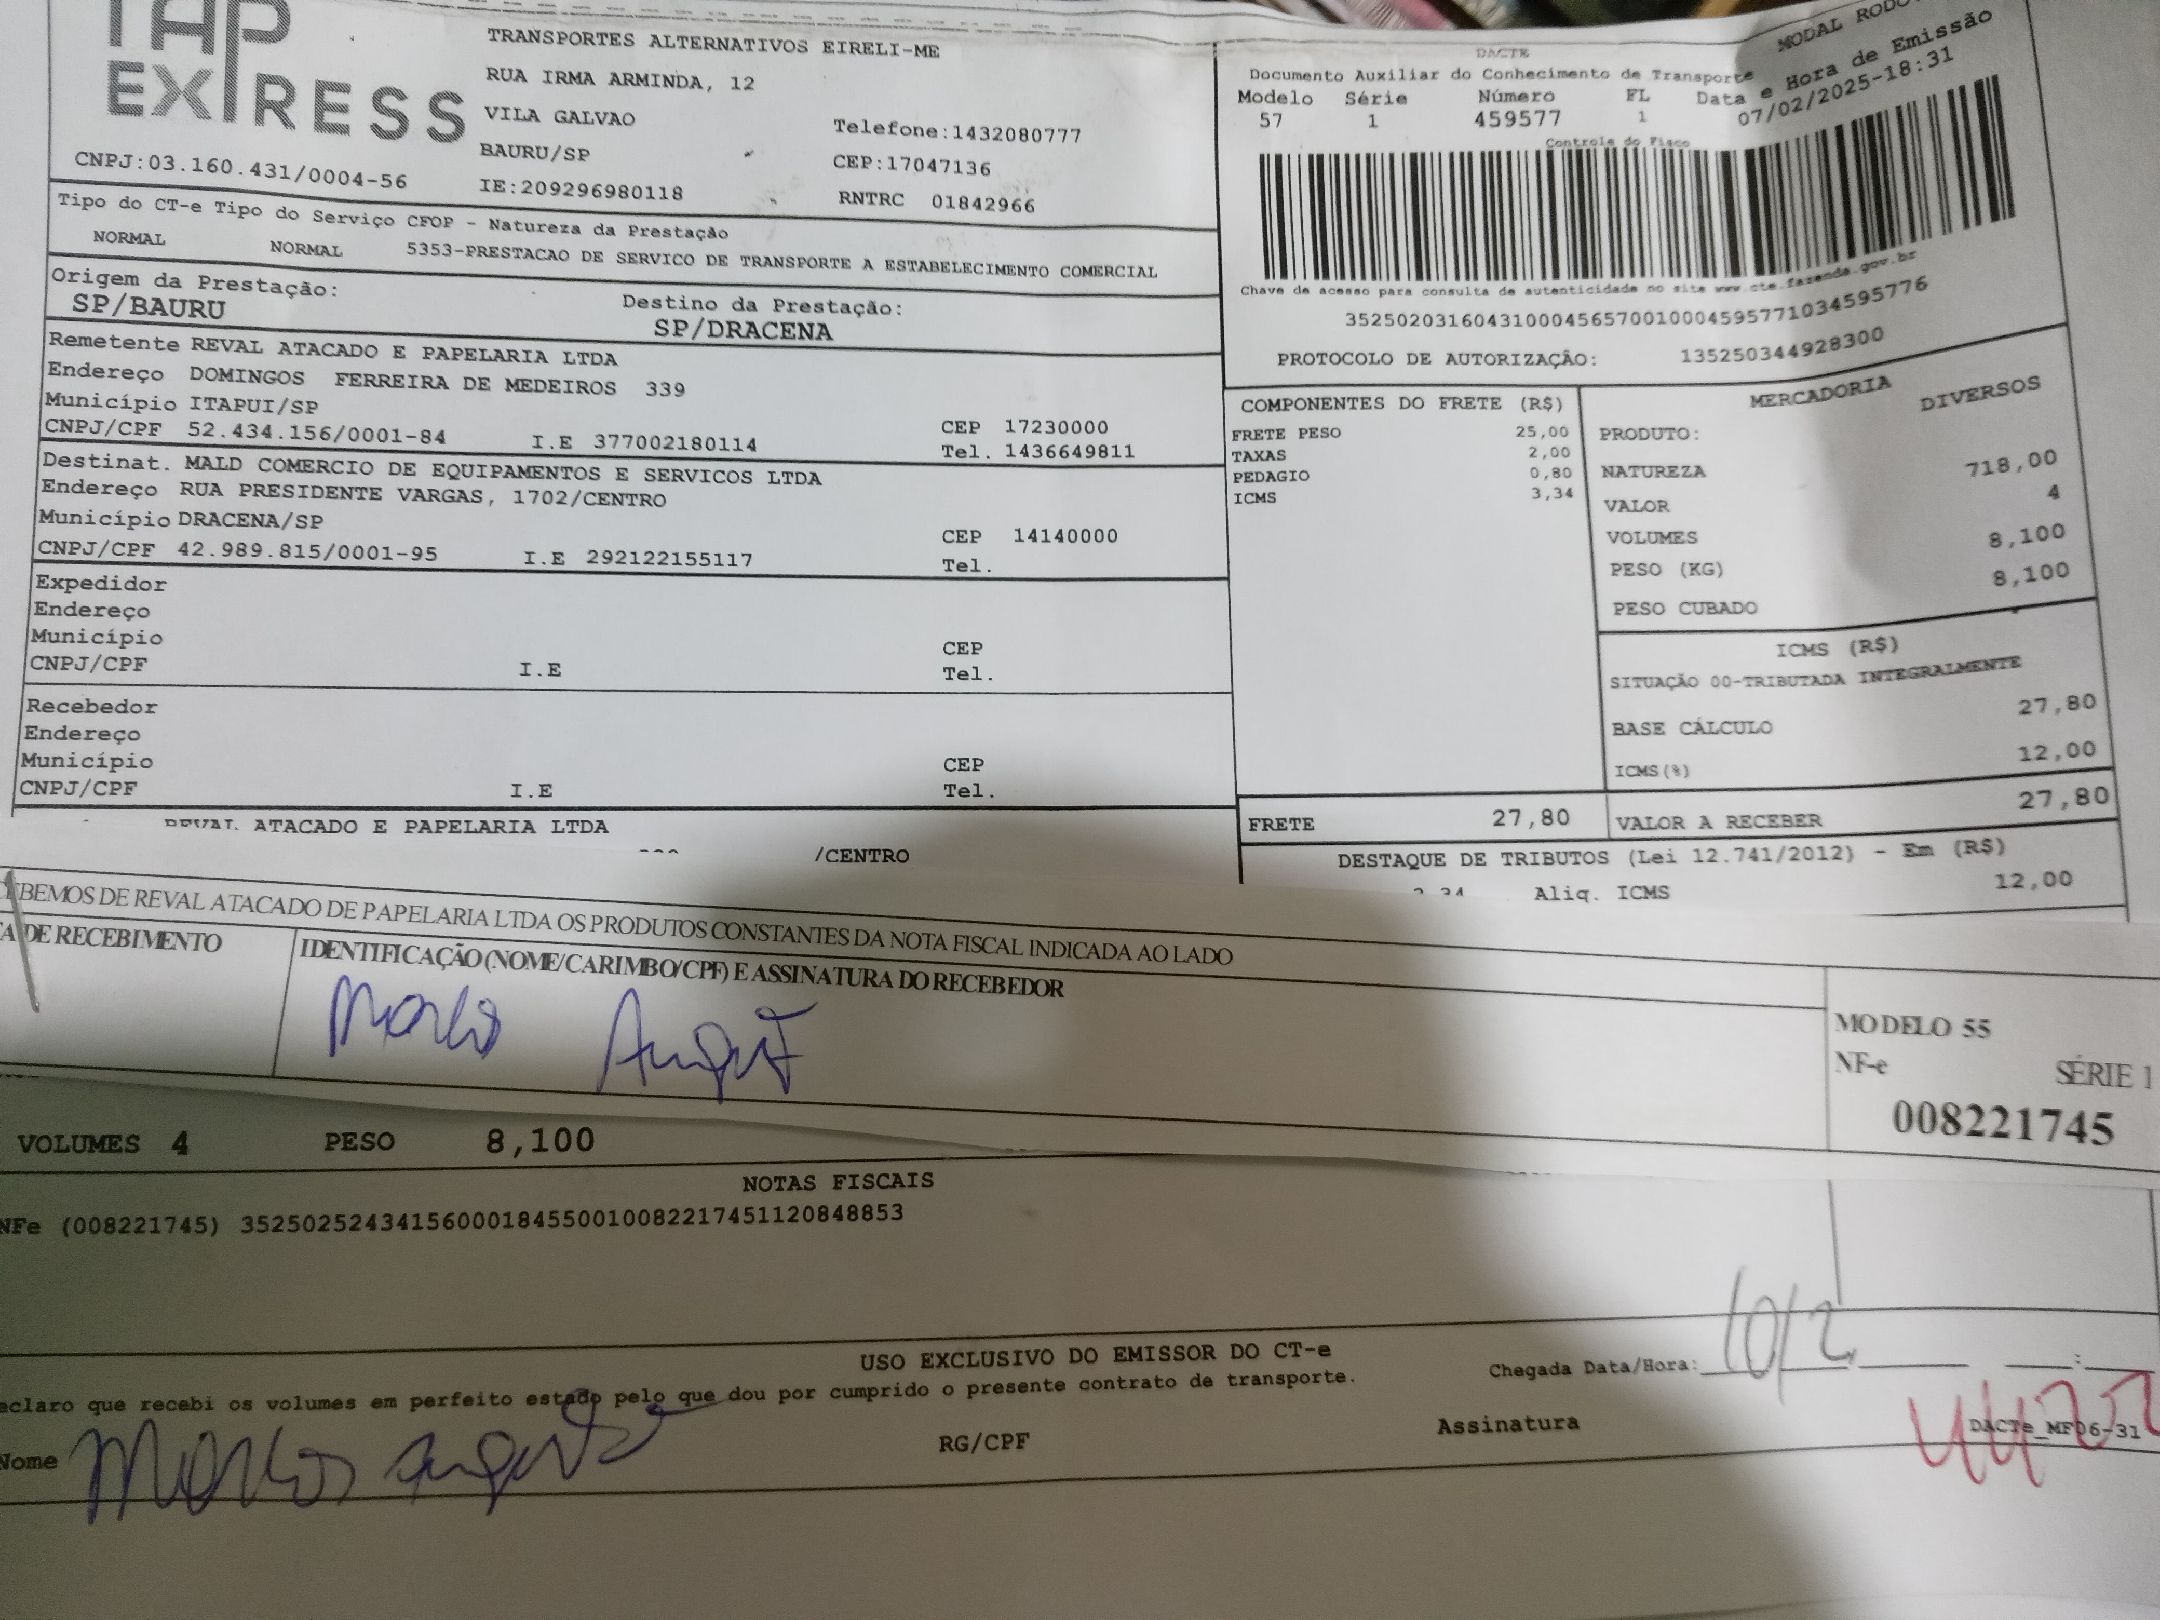 TAP
EXPRESS
CNPJ:03.160.431/0004-56
TRANSPORTES ALTERNATIVOS EIRELI-ME
RUA IRMA ARMINDA, 12
VILA GALVAO
BAURU/SP
IE:209296980118
Telefone:1432080777
CEP:17047136
RNTRC 01842966
DACTE
MODAL
Documento Auxiliar do Conhecimento de Transporte
Modelo Série Número FL Data e Hora de Emissão
57 1 459577 1 07/02/2025-18:31
Controle do Fisco
Chave de acesso para consulta de autenticidade no site www.cte.fazenda.gov.br
35250203160431000456570010004595771034595776
PROTOCOLO DE AUTORIZAÇÃO: 135250344928300
Tipo do CT-e Tipo do Serviço CFOP - Natureza da Prestação
NORMAL NORMAL 5353-PRESTACAO DE SERVICO DE TRANSPORTE A ESTABELECIMENTO COMERCIAL
Origem da Prestação: Destino da Prestação:
SP/BAURU SP/DRACENA
Remetente REVAL ATACADO E PAPELARIA LTDA
Endereço DOMINGOS FERREIRA DE MEDEIROS 339
Município ITAPUI/SP CEP 17230000
CNPJ/CPF 52.434.156/0001-84 I.E 377002180114 Tel. 1436649811
Destinat. MALD COMERCIO DE EQUIPAMENTOS E SERVICOS LTDA
Endereço RUA PRESIDENTE VARGAS, 1702/CENTRO
Município DRACENA/SP CEP 14140000
CNPJ/CPF 42.989.815/0001-95 I.E 292122155117 Tel.
Expedidor
Endereço
Município CEP
CNPJ/CPF I.E Tel.
Recebedor
Endereço
Município CEP
CNPJ/CPF I.E Tel.
REVAL ATACADO E PAPELARIA LTDA
/CENTRO
COMPONENTES DO FRETE (R$)
FRETE PESO 25,00
TAXAS 2,00
PEDAGIO 0,80
ICMS 3,34
MERCADORIA
PRODUTO: DIVERSOS
NATUREZA
VALOR 718,00
VOLUMES 4
PESO (KG) 8,100
PESO CUBADO 8,100
ICMS (R$)
SITUAÇÃO 00-TRIBUTADA INTEGRALMENTE
BASE CÁLCULO 27,80
ICMS(%) 12,00
FRETE 27,80 VALOR A RECEBER 27,80
DESTAQUE DE TRIBUTOS (Lei 12.741/2012) - Em (R$)
3,34 Aliq. ICMS 12,00
BEMOS DE REVAL ATACADO DE PAPELARIA LTDA OS PRODUTOS CONSTANTES DA NOTA FISCAL INDICADA AO LADO
DE RECEBIMENTO IDENTIFICAÇÃO (NOME/CARIMBO/CPF) E ASSINATURA DO RECEBEDOR
MODELO 55
NF-e SÉRIE 1
008221745
VOLUMES 4 PESO 8,100
NOTAS FISCAIS
NFe (008221745) 35250252434156000184550010082217451120848853
USO EXCLUSIVO DO EMISSOR DO CT-e
eclaro que recebi os volumes em perfeito estado pelo que dou por cumprido o presente contrato de transporte.
Chegada Data/Hora: 10/2 :
Nome RG/CPF Assinatura
DACTe_MF06-31